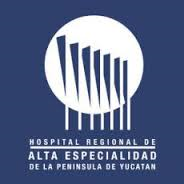 HOSPITAL REGIONAL DE
ALTA ESPECIALIDAD
DE LA PENINSULA DE YUCATAN